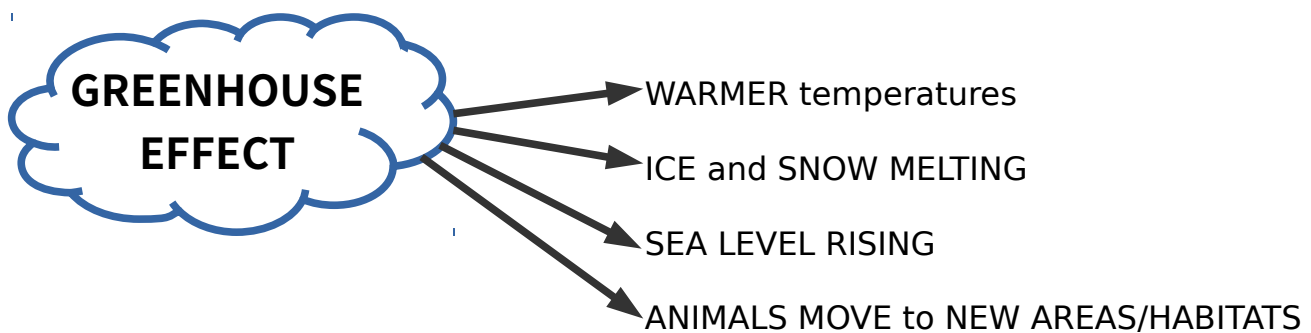 GREENHOUSE
EFFECT
WARMER temperatures
ICE and SNOW MELTING
SEA LEVEL RISING
ANIMALS MOVE to NEW AREAS/HABITATS